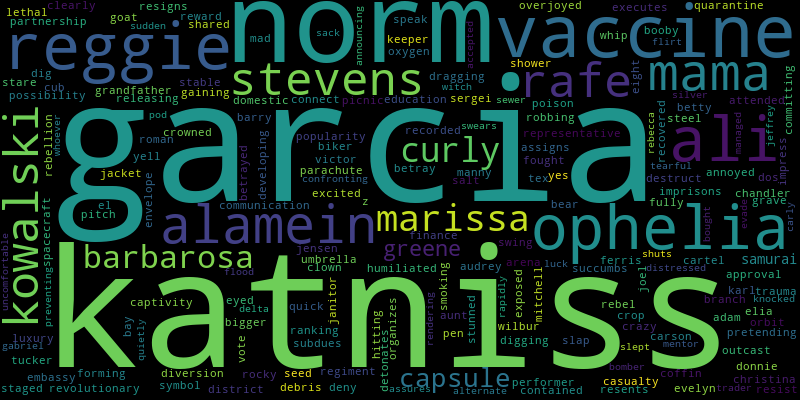 clearly resigns reward lethal goat sudden shared partnership
reggie norm vaccine
mad sack announcing keeper speak oxygen accepted overjoyed executes quarantine
whip booby flirt shower
stare dig cub possibility grandfather releasing stable gaining
stevens dragging witch rafe eight mama
domestic connect picnic education sergei sewer poison robbing silver betty attended committing
kowalski rebellion whoever pod crowned roman yell barry betrayed developing
garcia
popularity biker victor parachute confronting excited z
recorded swears curly betray manny salt
representative assigns fought tex yes bear
rebecca recovered steel managed jeffrey impress
ali
tearful destruct annoyed dos imprisons chandler grave fully
jacket el pitch envelope communication
alamein marissa ophelia
bought evade carly
uncomfortable preventing spacecraft
barbarosa finance greene swing
jensen umbrella clown flood humiliated audrey arena
luck ferris succumbs shuts cartel distressed samurai
katniss
captivity eyed delta bigger quick janitor ranking subdues vote
hitting smoking aunt rendering pen stunned rapidly exposed mitchell wilbur digging
rebel crop crazy joel slap slept
approval karl trauma knocked branch adam elia orbit pretending carson mentor outcast
luxury gabriel bay quietly tucker
diversion rocky seed regiment detonates organizes
capsule performer bomber casualty coffin donnie christina
embassy forming symbol district debris deny assures alternate contained resents evelyn trader resist
staged revolutionary